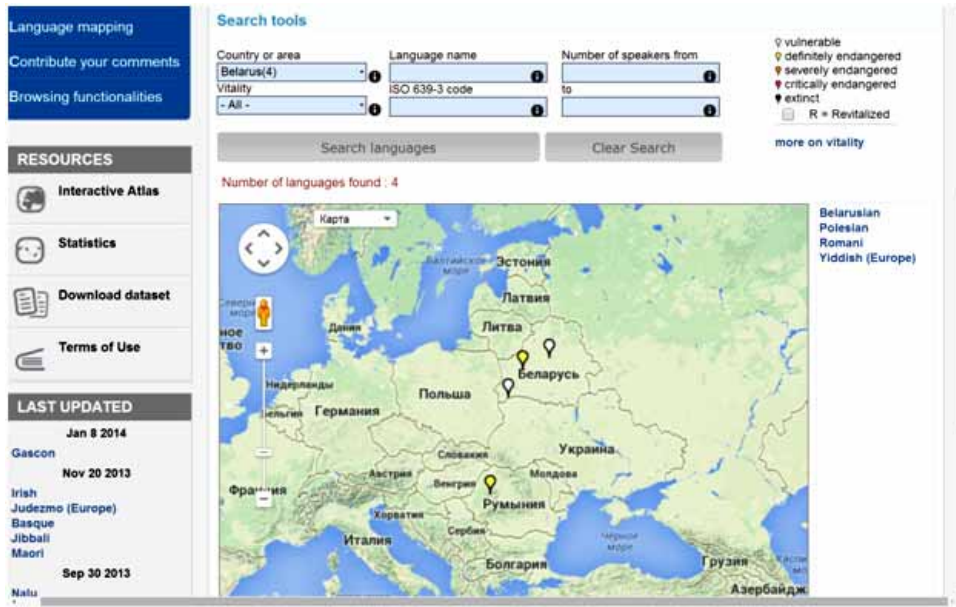 Language mapping
Contribute your comments
Browsing functionalities
RESOURCES
Interactive Atlas
Statistics
Download dataset
Terms of Use
LAST UPDATED
Jan 8 2014
Gascon
Nov 20 2013
Irish
Judezmo (Europe)
Basque
Jibbali
Maori
Sep 30 2013
Nalu
Search tools
Country or area
Language name
Number of speakers from
Belarus(4)
Vitality
ISO 639-3 code
to
- All -
Search languages
Clear Search
vulnerable
definitely endangered
severely endangered
critically endangered
extinct
R = Revitalized
more on vitality
Number of languages found : 4
Карта
Балтийское
море
Эстония
Латвия
Литва
Дания
Беларусь
Нидерланды
Польша
Германия
Украина
Словакия
Австрия
Молдова
Венгрия
Румыния
Хорватия
Сербия
Италия
Черное
море
Болгария
Грузия
Азербайдж
Belarusian
Polesian
Romani
Yiddish (Europe)